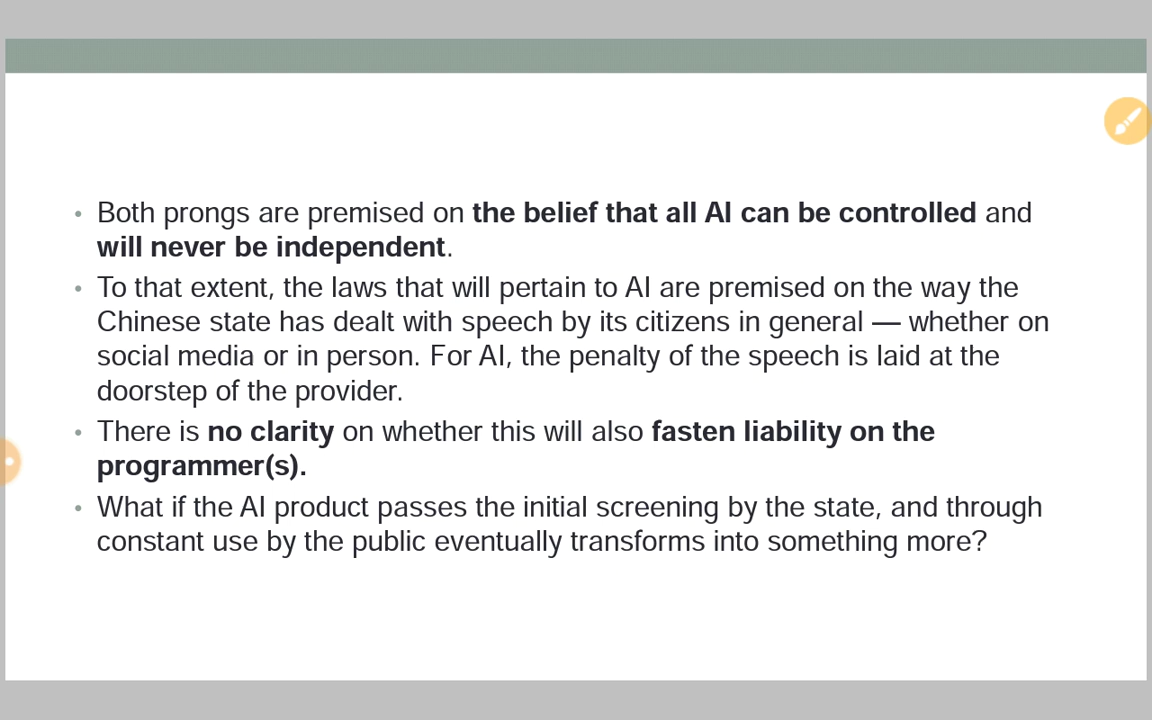 • Both prongs are premised on the belief that all AI can be controlled and
will never be independent.
• To that extent, the laws that will pertain to AI are premised on the way the
Chinese state has dealt with speech by its citizens in general — whether on
social media or in person. For AI, the penalty of the speech is laid at the
doorstep of the provider.
• There is no clarity on whether this will also fasten liability on the
programmer(s).
• What if the AI product passes the initial screening by the state, and through
constant use by the public eventually transforms into something more?